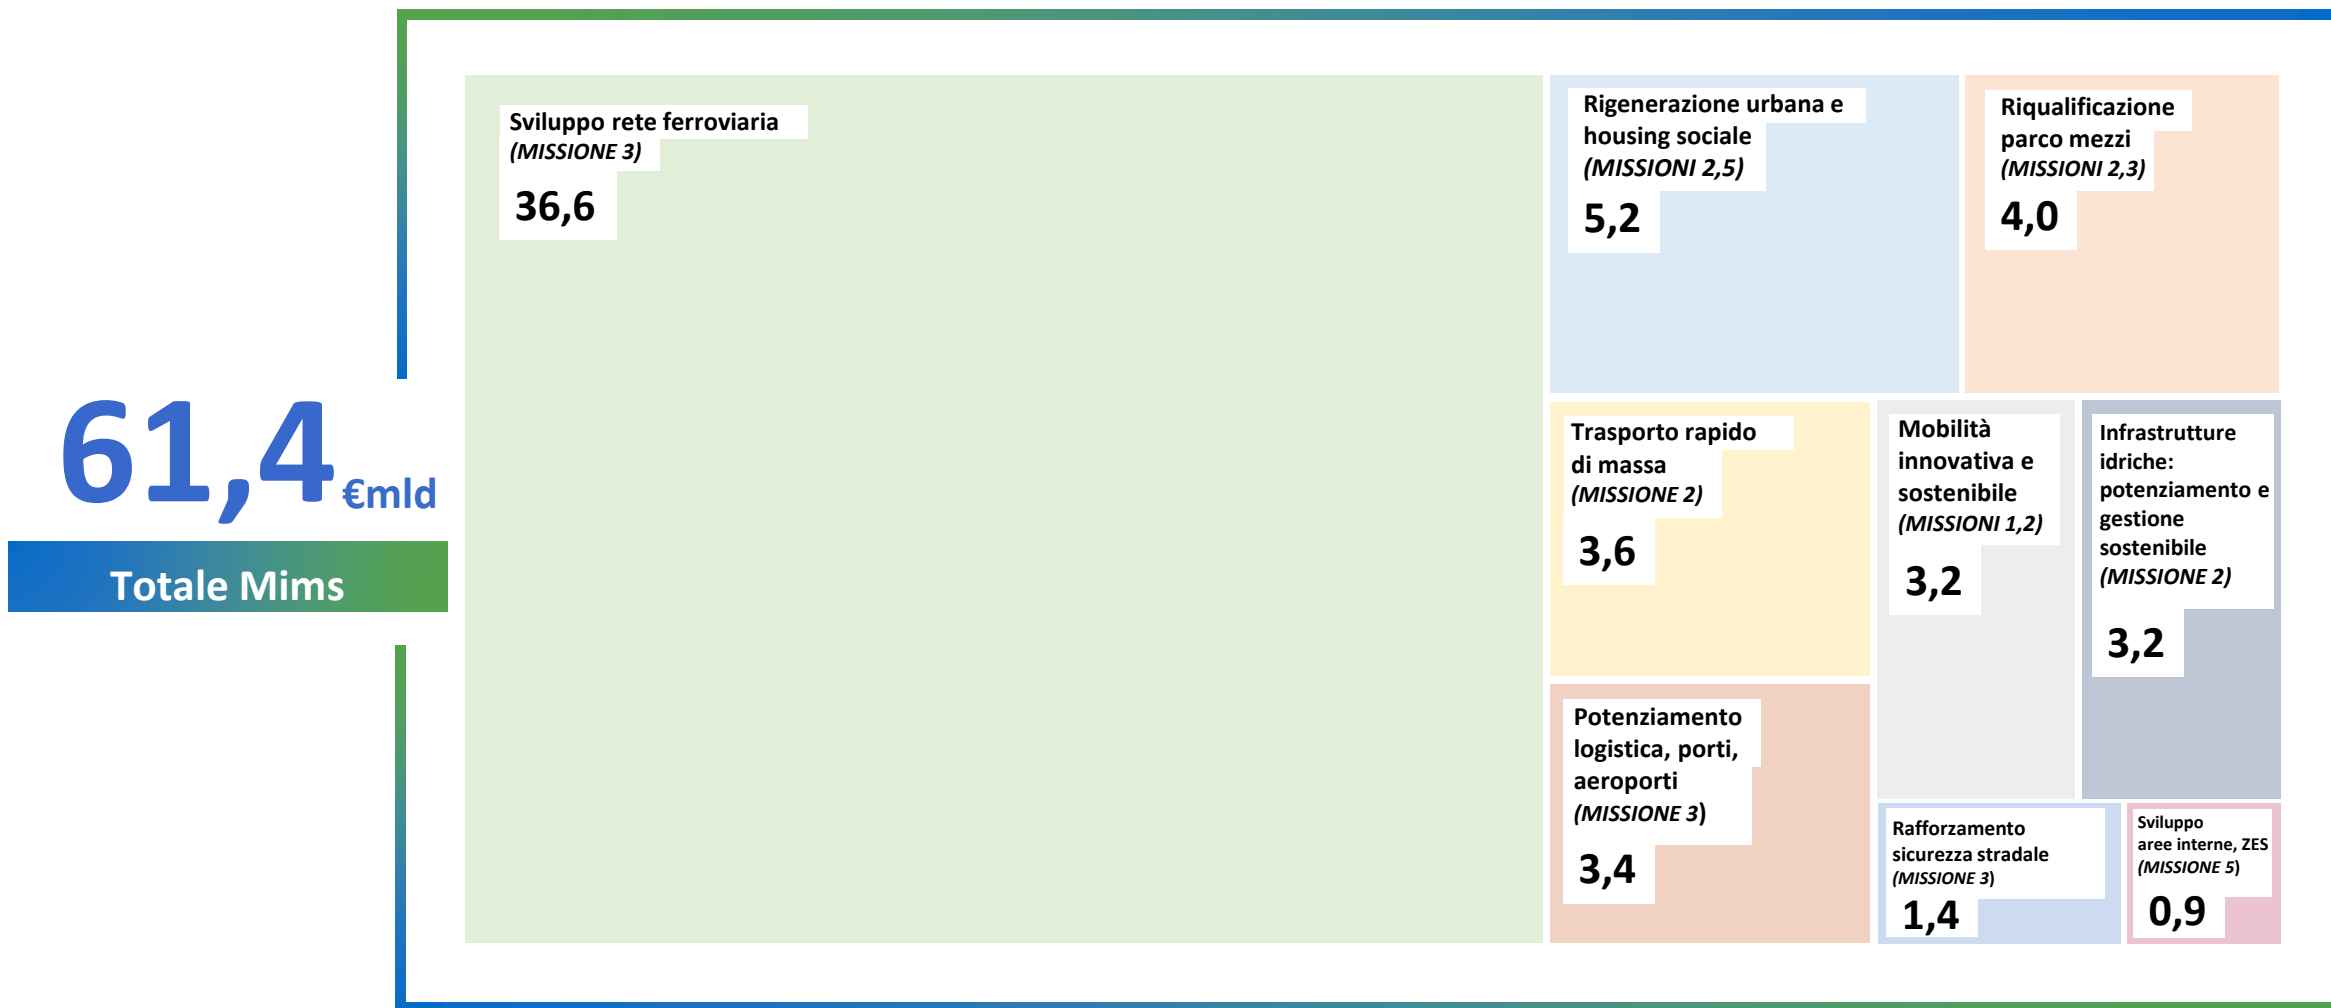 61,4 €mld
Totale Mims
Sviluppo rete ferroviaria
(MISSIONE 3)
36,6
Rigenerazione urbana e
housing sociale
(MISSIONI 2,5)
5,2
Riqualificazione
parco mezzi
(MISSIONI 2,3)
4,0
Trasporto rapido
di massa
(MISSIONE 2)
3,6
Mobilità
innovativa e
sostenibile
(MISSIONI 1,2)
3,2
Infrastrutture
idriche:
potenziamento e
gestione
sostenibile
(MISSIONE 2)
3,2
Potenziamento
logistica, porti,
aeroporti
(MISSIONE 3)
3,4
Rafforzamento
sicurezza stradale
(MISSIONE 3)
1,4
Sviluppo
aree interne, ZES
(MISSIONE 5)
0,9